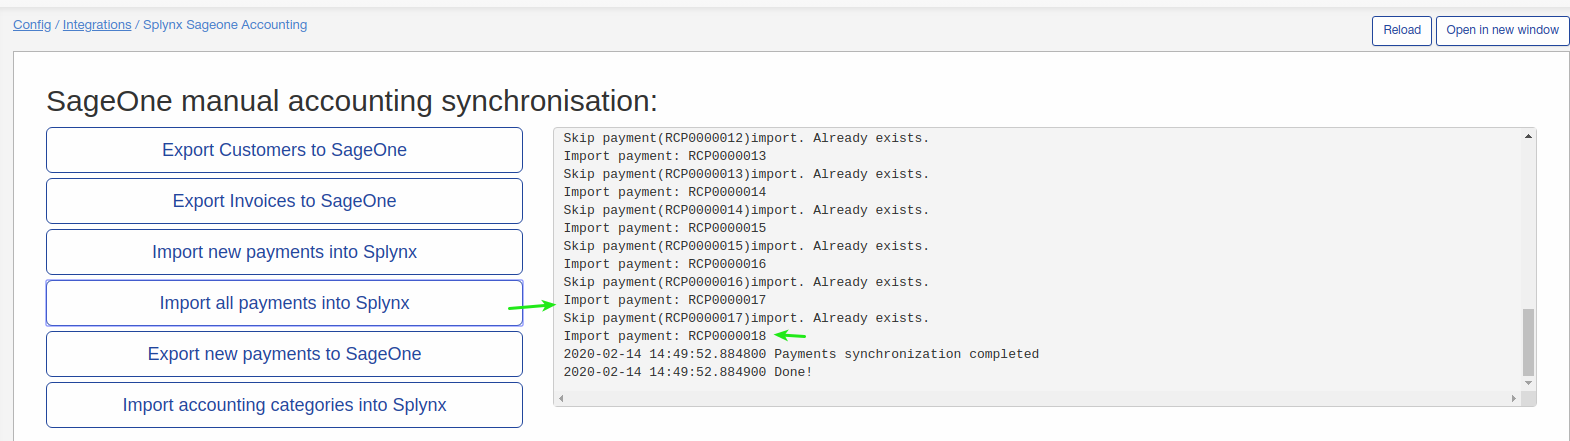 Config / Integrations / Splynx Sageone Accounting
Reload
Open in new window
SageOne manual accounting synchronisation:
Export Customers to SageOne
Export Invoices to SageOne
Import new payments into Splynx
Import all payments into Splynx
Export new payments to SageOne
Import accounting categories into Splynx
Skip payment(RCP0000012)import. Already exists.
Import payment: RCP0000013
Skip payment(RCP0000013)import. Already exists.
Import payment: RCP0000014
Skip payment(RCP0000014)import. Already exists.
Import payment: RCP0000015
Skip payment(RCP0000015)import. Already exists.
Import payment: RCP0000016
Skip payment(RCP0000016)import. Already exists.
Import payment: RCP0000017
Skip payment(RCP0000017)import. Already exists.
Import payment: RCP0000018
2020-02-14 14:49:52.884800 Payments synchronization completed
2020-02-14 14:49:52.884900 Done!